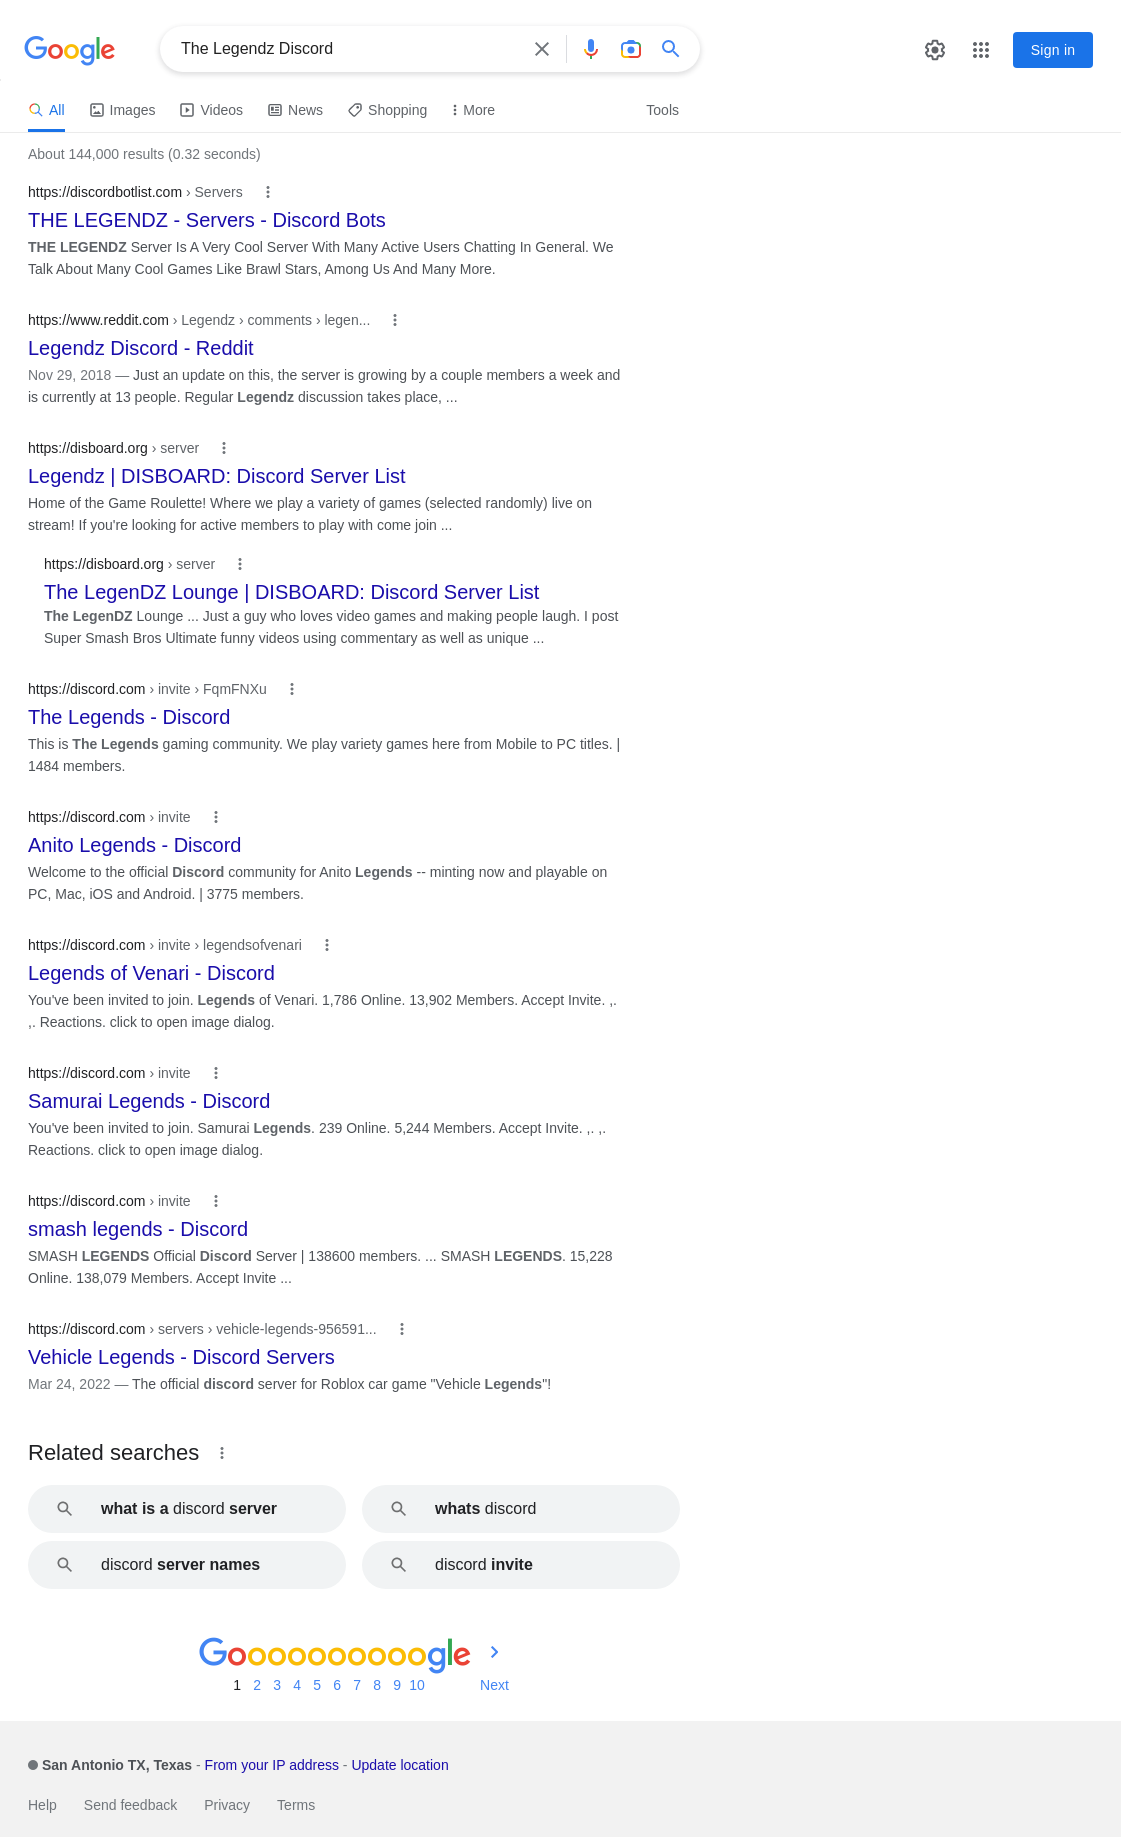 Google
The Legendz Discord
Sign in
All Images Videos News Shopping More Tools
About 144,000 results (0.32 seconds)
https://discordbotlist.com › Servers
THE LEGENDZ - Servers - Discord Bots
THE LEGENDZ Server Is A Very Cool Server With Many Active Users Chatting In General. We
Talk About Many Cool Games Like Brawl Stars, Among Us And Many More.
https://www.reddit.com › Legendz › comments › legen...
Legendz Discord - Reddit
Nov 29, 2018 — Just an update on this, the server is growing by a couple members a week and
is currently at 13 people. Regular Legendz discussion takes place, ...
https://disboard.org › server
Legendz | DISBOARD: Discord Server List
Home of the Game Roulette! Where we play a variety of games (selected randomly) live on
stream! If you're looking for active members to play with come join ...
https://disboard.org › server
The LegenDZ Lounge | DISBOARD: Discord Server List
The LegenDZ Lounge ... Just a guy who loves video games and making people laugh. I post
Super Smash Bros Ultimate funny videos using commentary as well as unique ...
https://discord.com › invite › FqmFNXu
The Legends - Discord
This is The Legends gaming community. We play variety games here from Mobile to PC titles. |
1484 members.
https://discord.com › invite
Anito Legends - Discord
Welcome to the official Discord community for Anito Legends -- minting now and playable on
PC, Mac, iOS and Android. | 3775 members.
https://discord.com › invite › legendsofvenari
Legends of Venari - Discord
You've been invited to join. Legends of Venari. 1,786 Online. 13,902 Members. Accept Invite. ,.
,. Reactions. click to open image dialog.
https://discord.com › invite
Samurai Legends - Discord
You've been invited to join. Samurai Legends. 239 Online. 5,244 Members. Accept Invite. ,. ,.
Reactions. click to open image dialog.
https://discord.com › invite
smash legends - Discord
SMASH LEGENDS Official Discord Server | 138600 members. ... SMASH LEGENDS. 15,228
Online. 138,079 Members. Accept Invite ...
https://discord.com › servers › vehicle-legends-956591...
Vehicle Legends - Discord Servers
Mar 24, 2022 — The official discord server for Roblox car game "Vehicle Legends"!
Related searches
what is a discord server
whats discord
discord server names
discord invite
Goooooooooogle
1 2 3 4 5 6 7 8 9 10 Next
San Antonio TX, Texas - From your IP address - Update location
Help Send feedback Privacy Terms